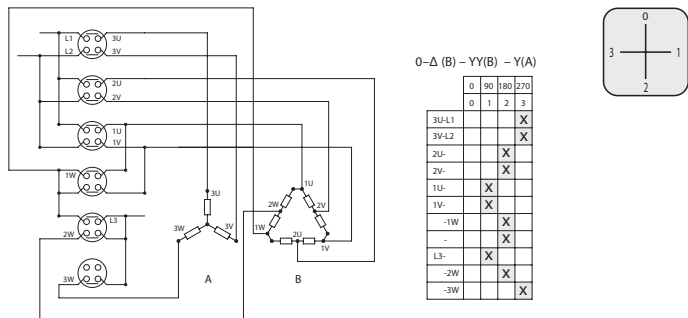 L1 3U
L2 3V
2U
2V
1U
1V
1W
L3
2W
3W
3U
3W 3V
A
1U
2W 2V
1W 2U 1V
B
0–Δ (B) – YY(B) – Y(A)
0 90 180 270
0 1 2 3
3U-L1 X
3V-L2 X
2U- X
2V- X
1U- X
1V- X
-1W X
- X
L3- X
-2W X
-3W X
0
3 1
2